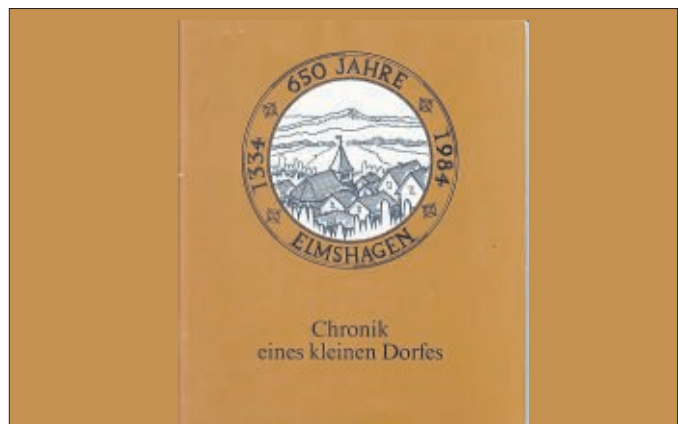 650 JAHRE
1334
1984
ELMSHAGEN
Chronik
eines kleinen Dorfes